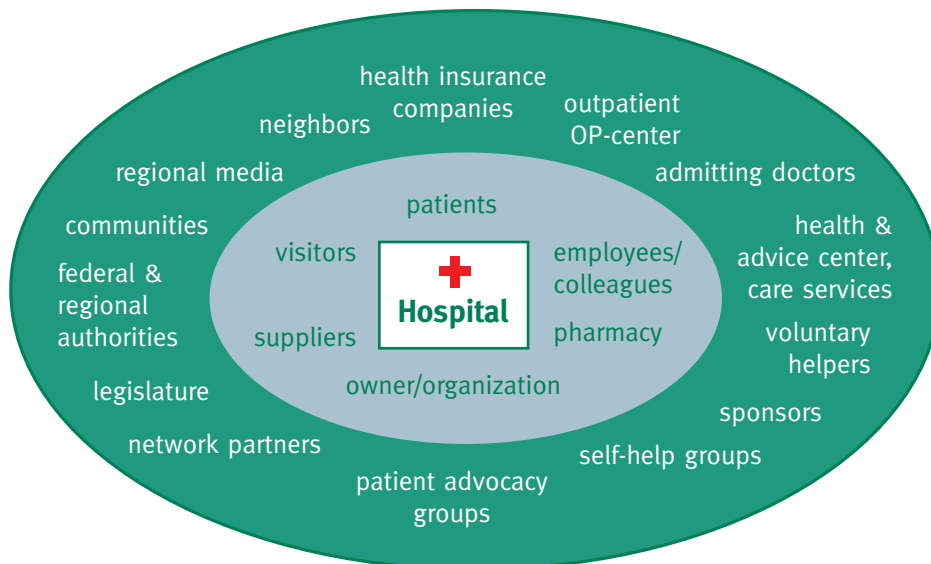 health insurance
companies
outpatient
OP-center
neighbors
regional media
admitting doctors
communities
health &
advice center,
care services
federal &
regional
authorities
voluntary
helpers
legislature
sponsors
network partners
self-help groups
patient advocacy
groups
patients
visitors
employees/
colleagues
Hospital
suppliers
pharmacy
owner/organization